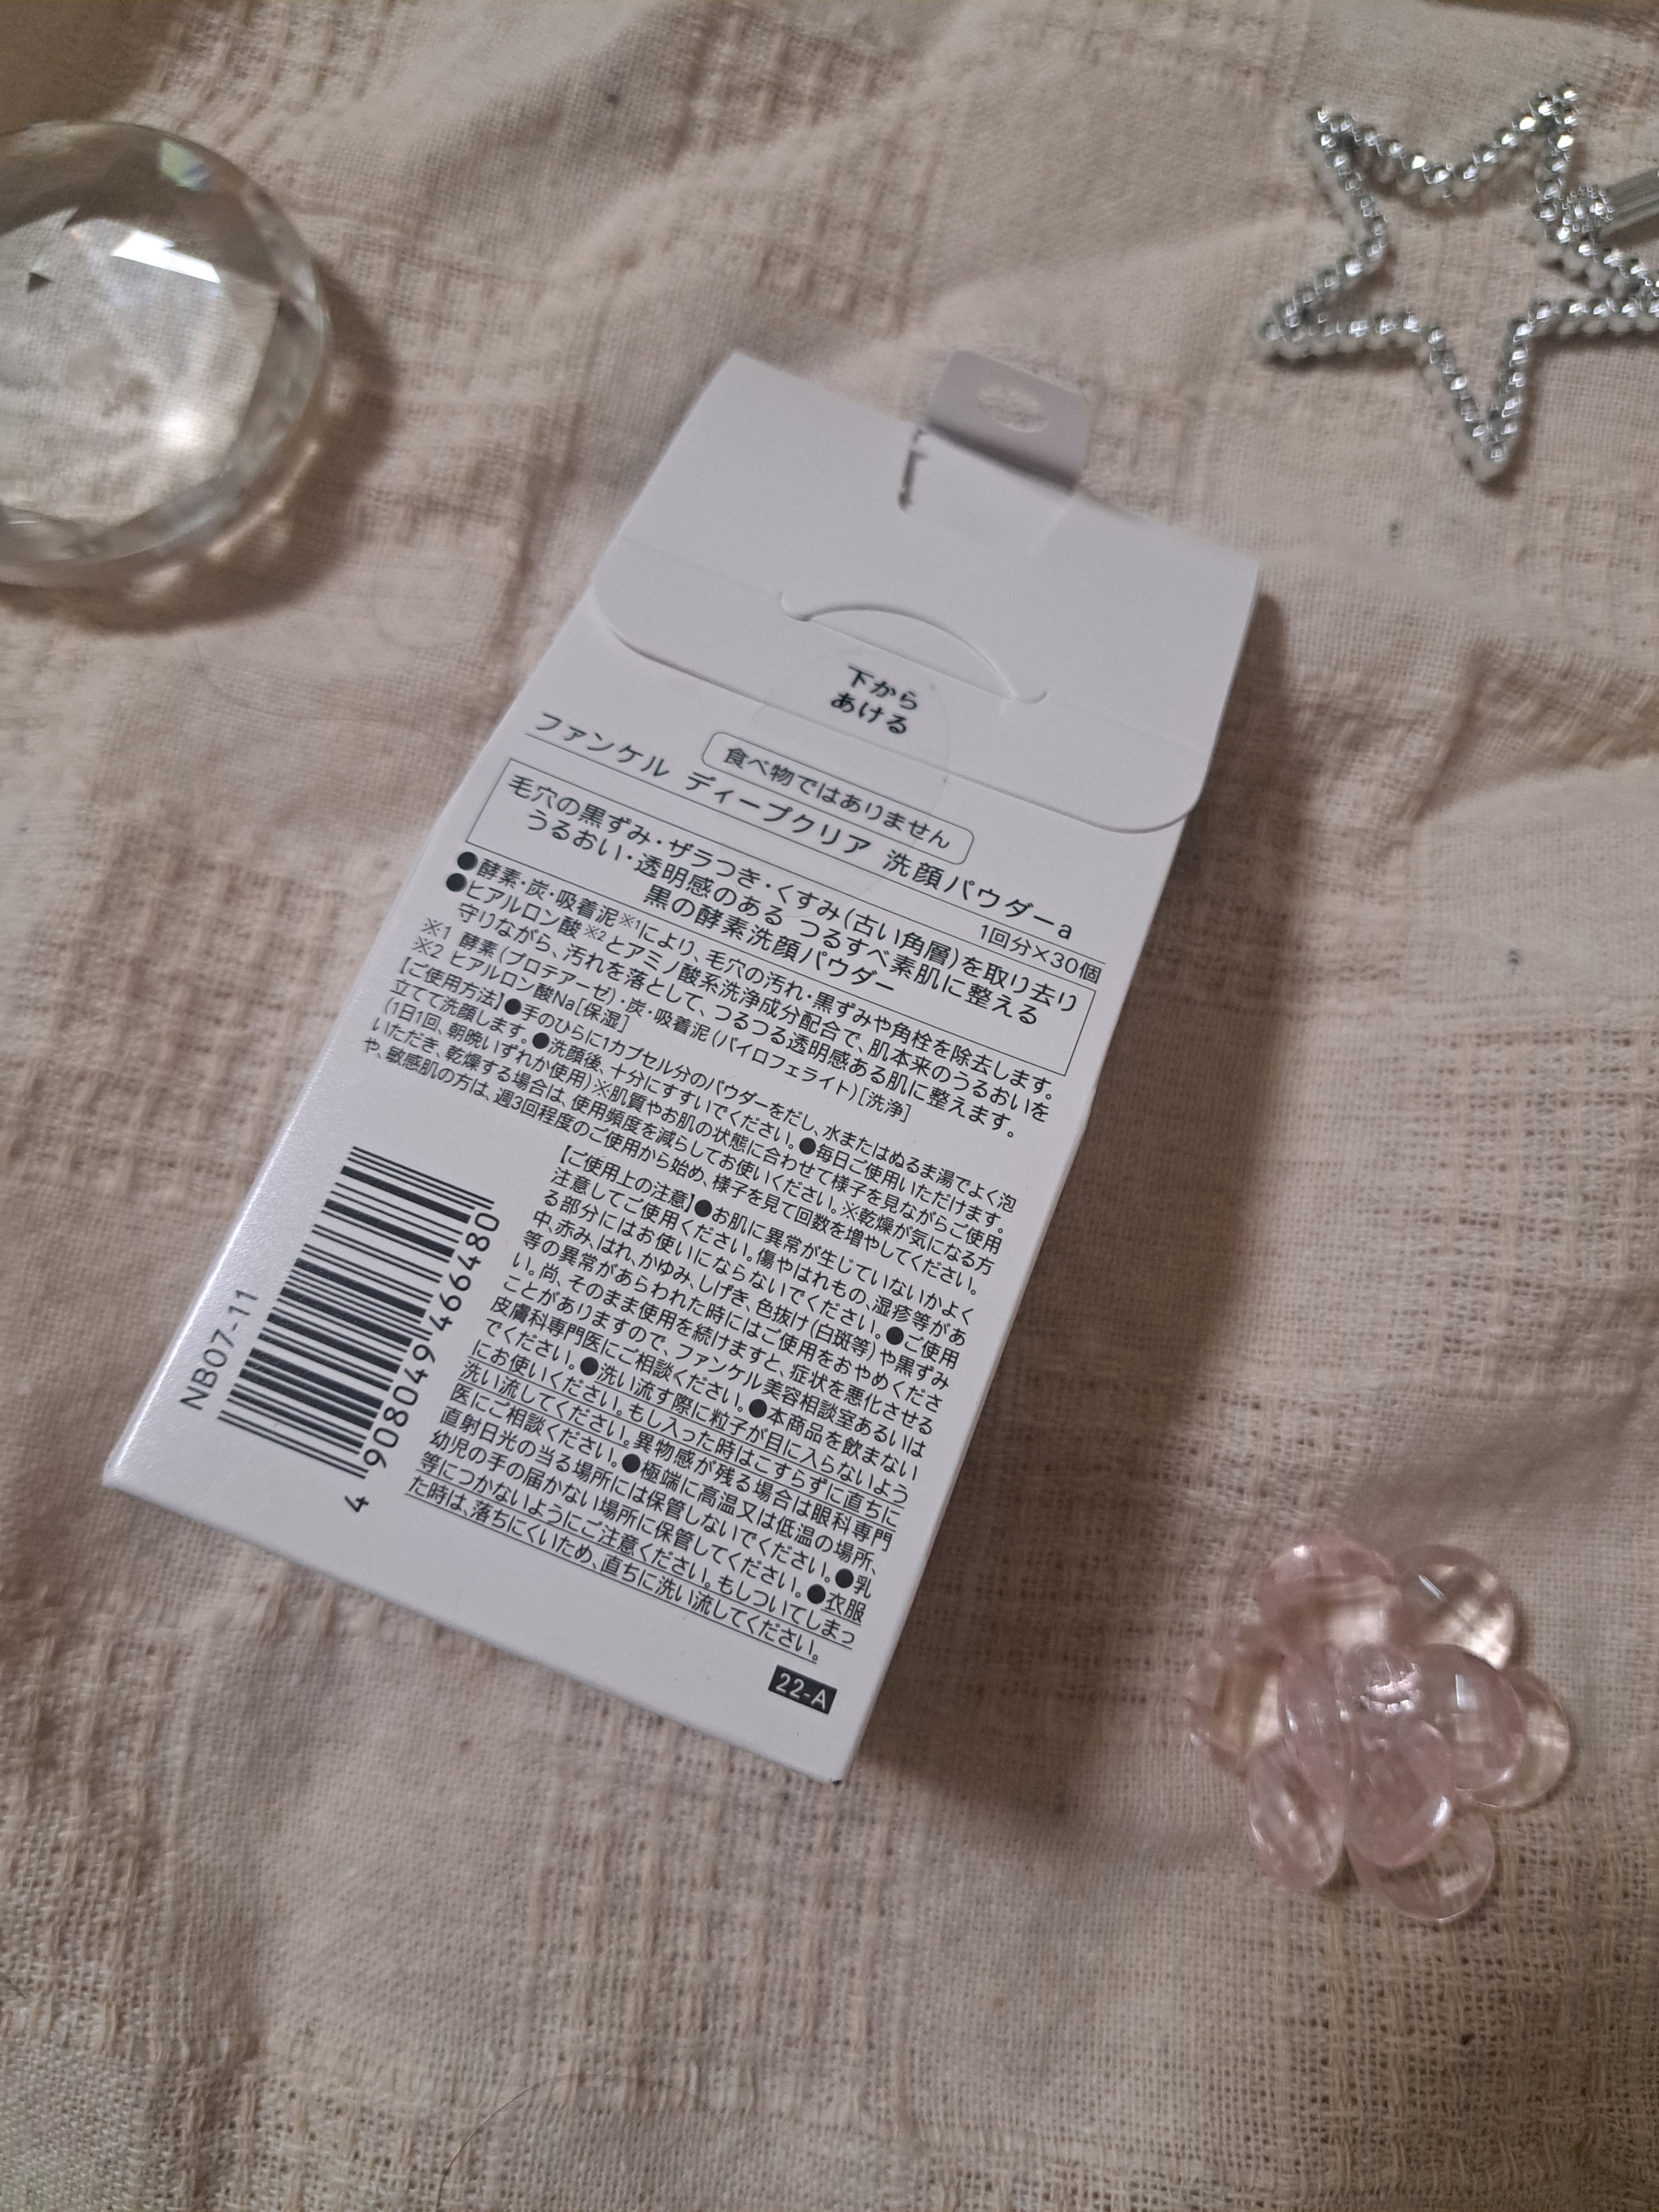 下から
あける
食べ物ではありません
ファンケル ディープクリア 洗顔パウダーa
1回分×30個
毛穴の黒ずみ・ザラつき・くすみ(古い角層)を取り去り
うるおい・透明感のある つるすべ素肌に整える
黒の酵素洗顔パウダー
●酵素・炭・吸着泥※1により、毛穴の汚れ・黒ずみや角栓を除去します。
●ヒアルロン酸※2とアミノ酸系洗浄成分配合で、肌本来のうるおいを
守りながら、汚れを落として、つるつる透明感ある肌に整えます。
※1 酵素(プロテアーゼ)・炭・吸着泥(パイロフェライト)[洗浄]
※2 ヒアルロン酸Na[保湿]
【ご使用方法】●手のひらに1カプセル分のパウダーをだし、水またはぬるま湯でよく泡
立てて洗顔します。●洗顔後、十分にすすいでください。●毎日ご使用いただけます。
(1日1回、朝晩いずれか使用)※肌質やお肌の状態に合わせて様子を見ながらご使用
いただき、乾燥する場合は、使用頻度を減らしてお使いください。※乾燥が気になる方
や、敏感肌の方は、週3回程度のご使用から始め、様子を見て回数を増やしてください。
【ご使用上の注意】●お肌に異常が生じていないかよく
注意してご使用ください。傷やはれもの、湿疹等があ
る部分にはお使いにならないでください。●ご使用
中、赤み、はれ、かゆみ、しげき、色抜け(白斑等)や黒ずみ
等の異常があらわれた時にはご使用をおやめくださ
い。尚、そのまま使用を続けますと、症状を悪化させる
ことがありますので、ファンケル美容相談室あるいは
皮膚科専門医にご相談ください。●本商品を飲まない
でください。●洗い流す際に粒子が目に入らないよう
にお使いください。もし入った時はこすらずに直ちに
洗い流してください。異物感が残る場合は眼科専門
医にご相談ください。●極端に高温又は低温の場所、
直射日光の当る場所には保管しないでください。●乳
幼児の手の届かない場所に保管してください。●衣服
等につかないようにご注意ください。もしついてしまっ
た時は、落ちにくいため、直ちに洗い流してください。
NB07-11
4 908049 466480
22-A